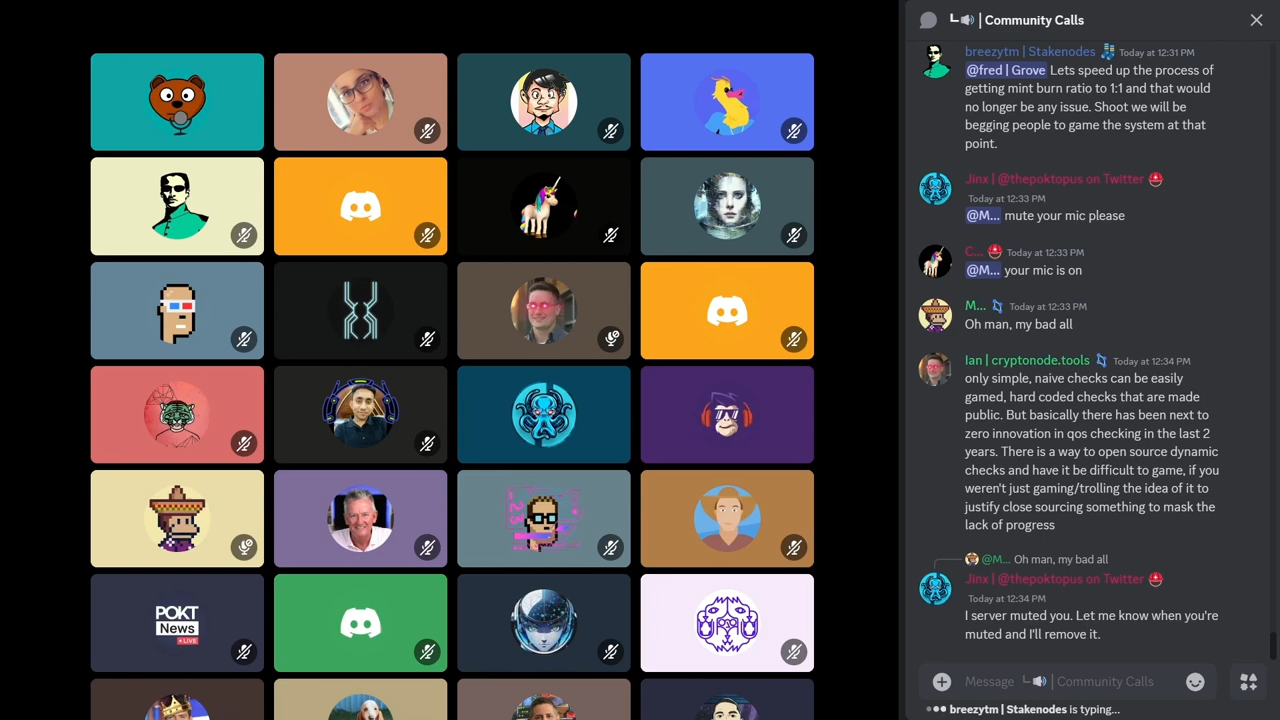 ┗🔊 | Community Calls
breezytm | Stakenodes Today at 12:31 PM
@fred | Grove Lets speed up the process of
getting mint burn ratio to 1:1 and that would
no longer be any issue. Shoot we will be
begging people to game the system at that
point.
Jinx | @thepoktopus on Twitter
Today at 12:33 PM
@M... mute your mic please
C... Today at 12:33 PM
@M... your mic is on
M... Today at 12:33 PM
Oh man, my bad all
Ian | cryptonode.tools Today at 12:34 PM
only simple, naive checks can be easily
gamed, hard coded checks that are made
public. But basically there has been next to
zero innovation in qos checking in the last 2
years. There is a way to open source dynamic
checks and have it be difficult to game, if you
weren't just gaming/trolling the idea of it to
justify close sourcing something to mask the
lack of progress
@M... Oh man, my bad all
Jinx | @thepoktopus on Twitter
Today at 12:34 PM
I server muted you. Let me know when you're
muted and I'll remove it.
Message ┗🔊 | Community Calls
breezytm | Stakenodes is typing...
POKT
News
LIVE